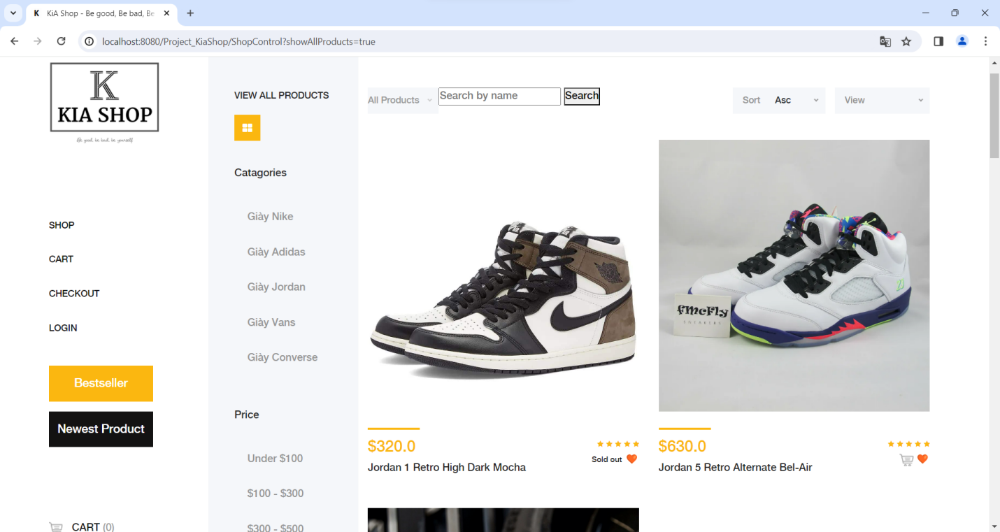 KiA Shop - Be good, Be bad, Be
localhost:8080/Project_KiaShop/ShopControl?showAllProducts=true
K
KIA SHOP
Be good, be bad, be yourself.
SHOP
CART
CHECKOUT
LOGIN
Bestseller
Newest Product
CART (0)
VIEW ALL PRODUCTS
Catagories
Giày Nike
Giày Adidas
Giày Jordan
Giày Vans
Giày Converse
Price
Under $100
$100 - $300
$300 - $500
All Products
Search by name
Search
Sort Asc
View
$320.0
Sold out
Jordan 1 Retro High Dark Mocha
fmcFly
SNEAKERS
23
$630.0
Jordan 5 Retro Alternate Bel-Air